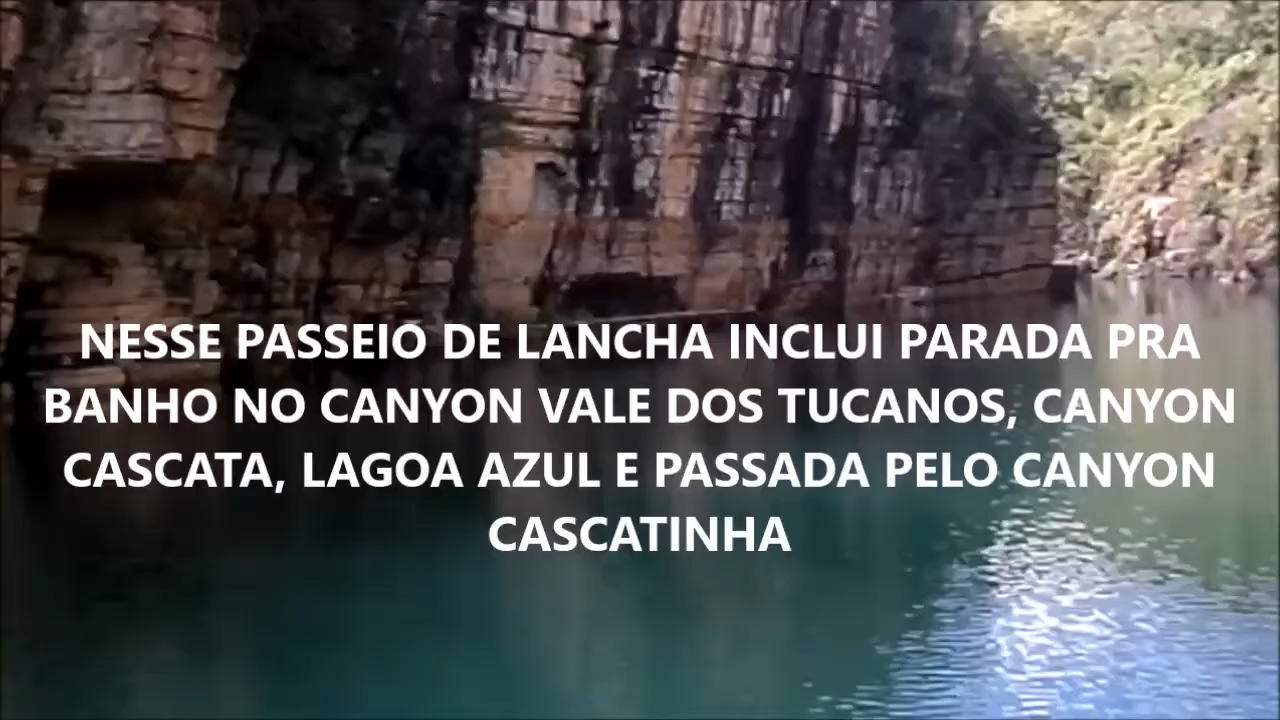 NESSE PASSEIO DE LANCHA INCLUI PARADA PRA
BANHO NO CANYON VALE DOS TUCANOS, CANYON
CASCATA, LAGOA AZUL E PASSADA PELO CANYON
CASCATINHA